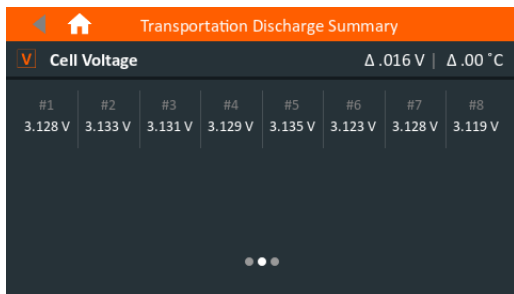 Transportation Discharge Summary
V Cell Voltage Δ .016 V | Δ .00 ˚C
#1 #2 #3 #4 #5 #6 #7 #8
3.128 V 3.133 V 3.131 V 3.129 V 3.135 V 3.123 V 3.128 V 3.119 V